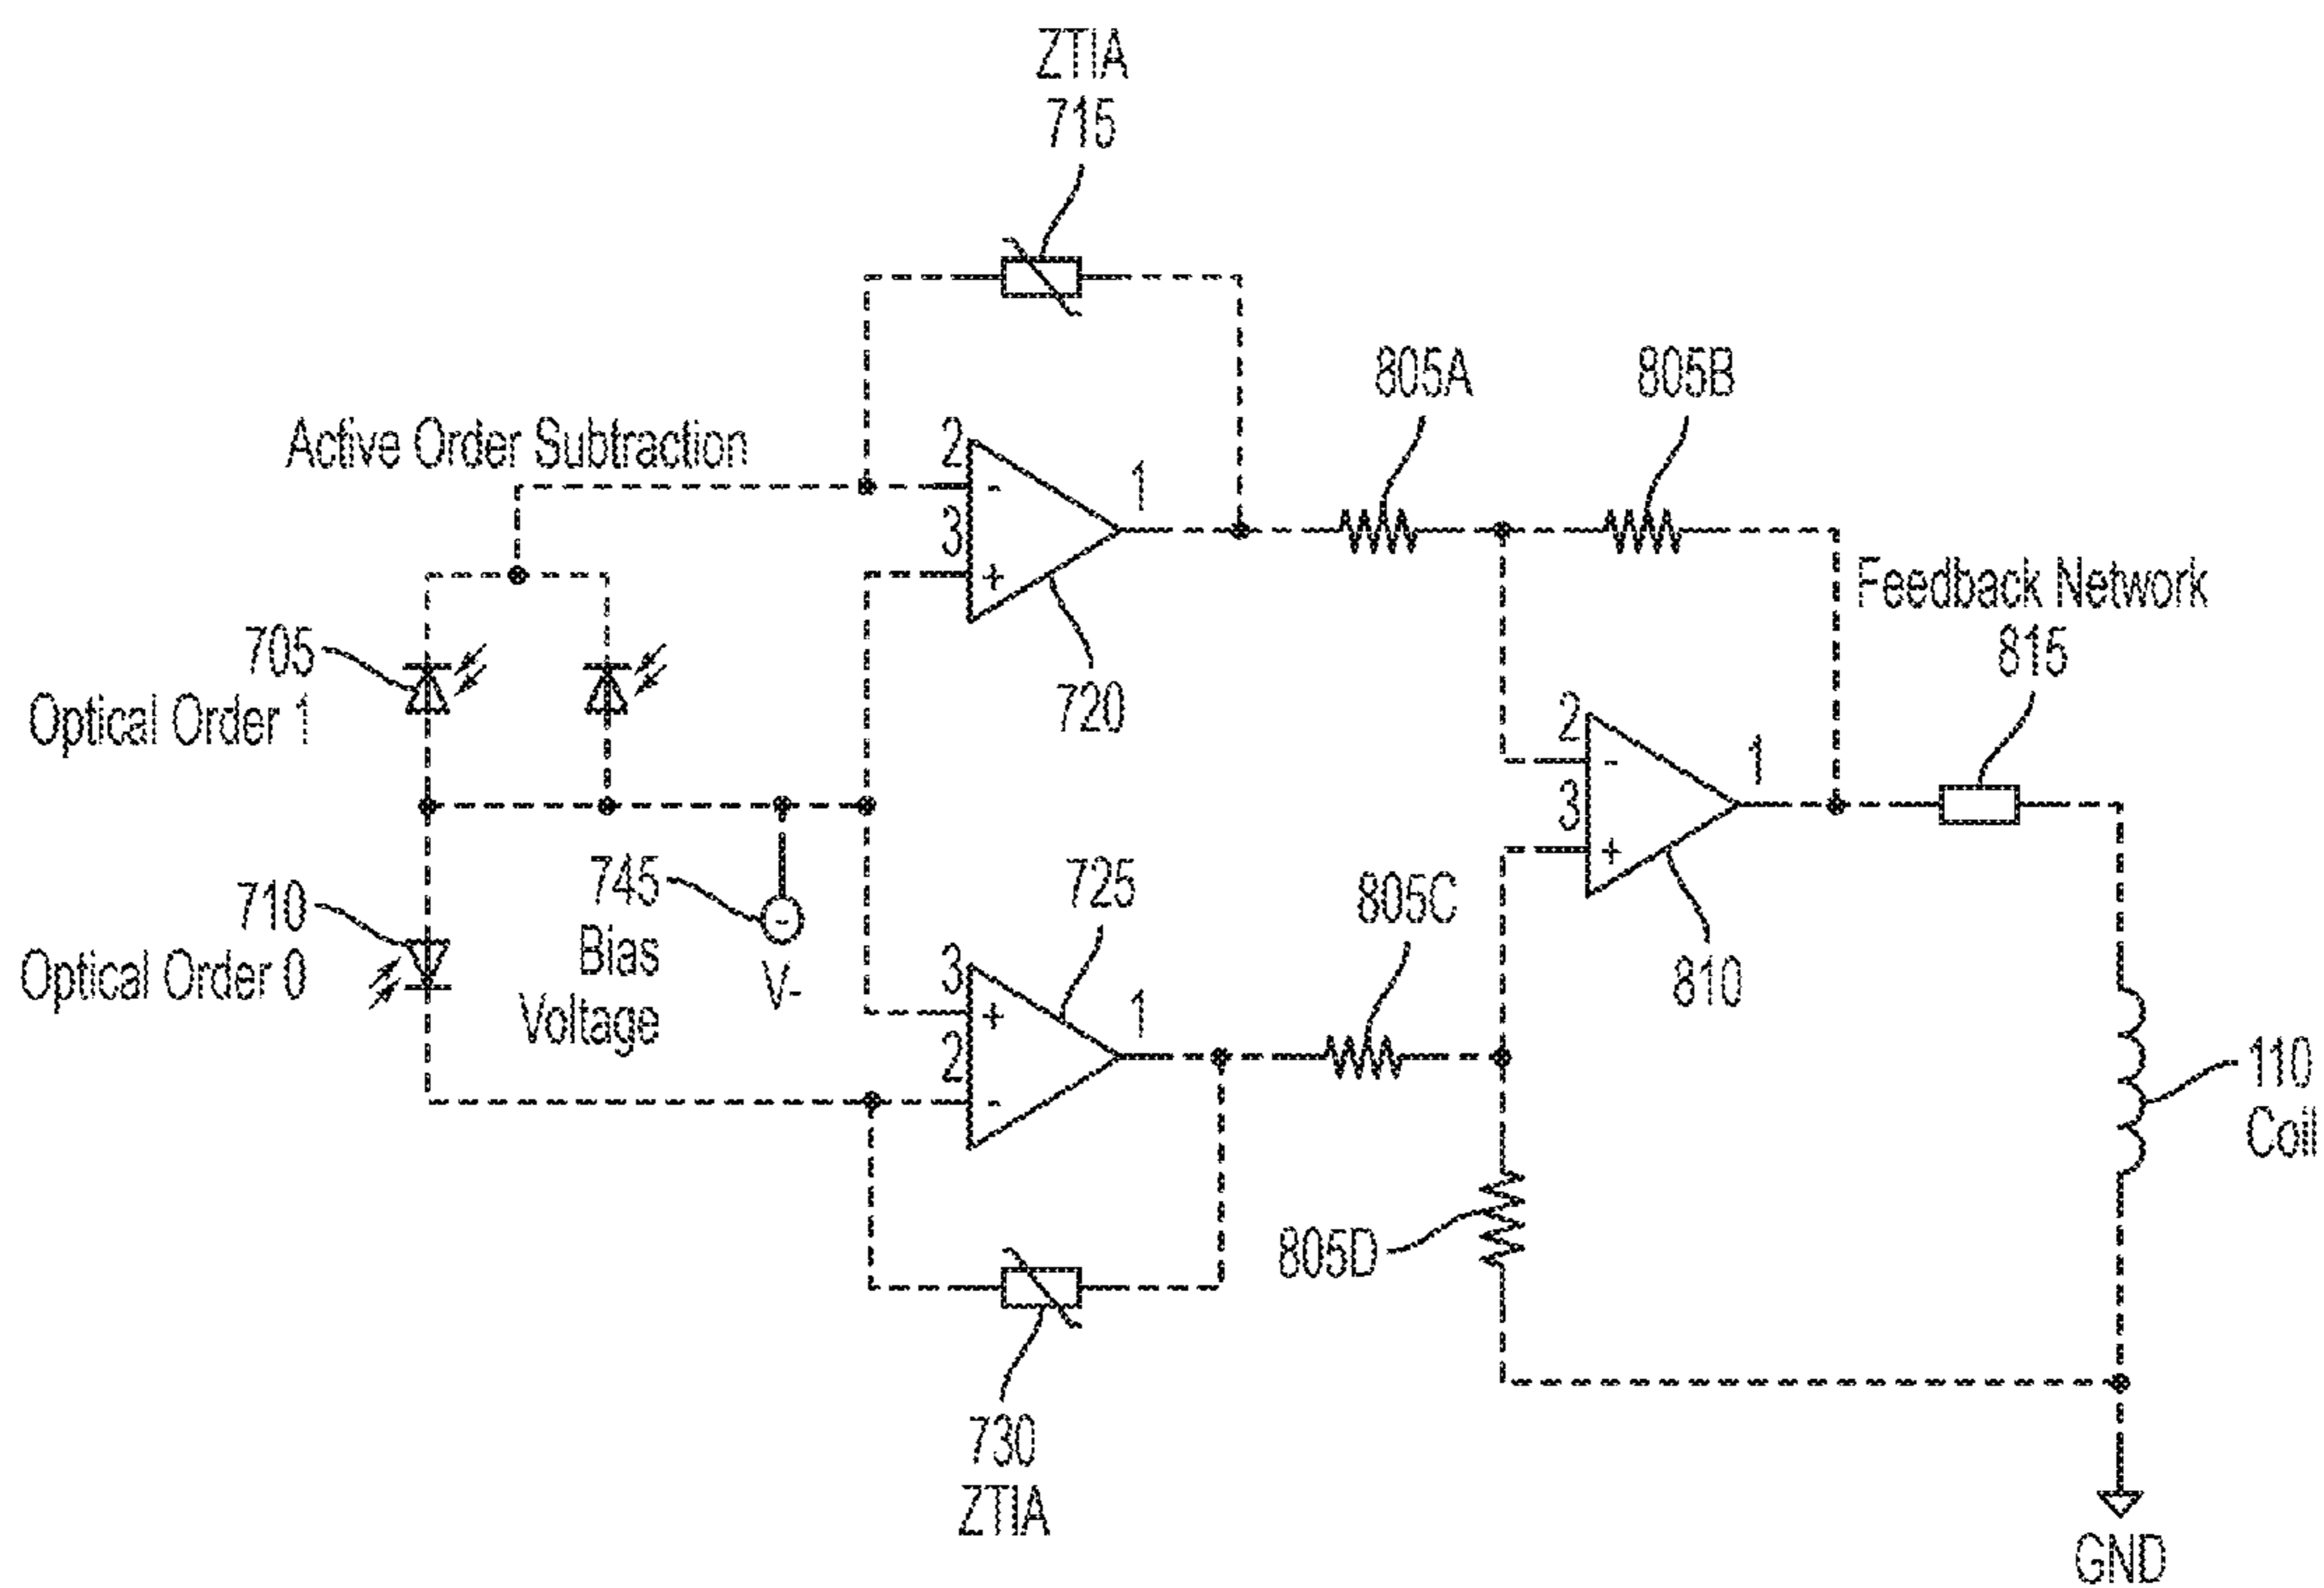 ZTIA
715
805A
805B
Active Order Subtraction
2
-
3
+
1
720
Feedback Network
815
705
Optical Order 1
2
-
3
+
1
810
745
Bias
Voltage
V-
-
710
Optical Order 0
725
3
+
2
-
1
805C
110
Coil
805D
730
ZTIA
GND